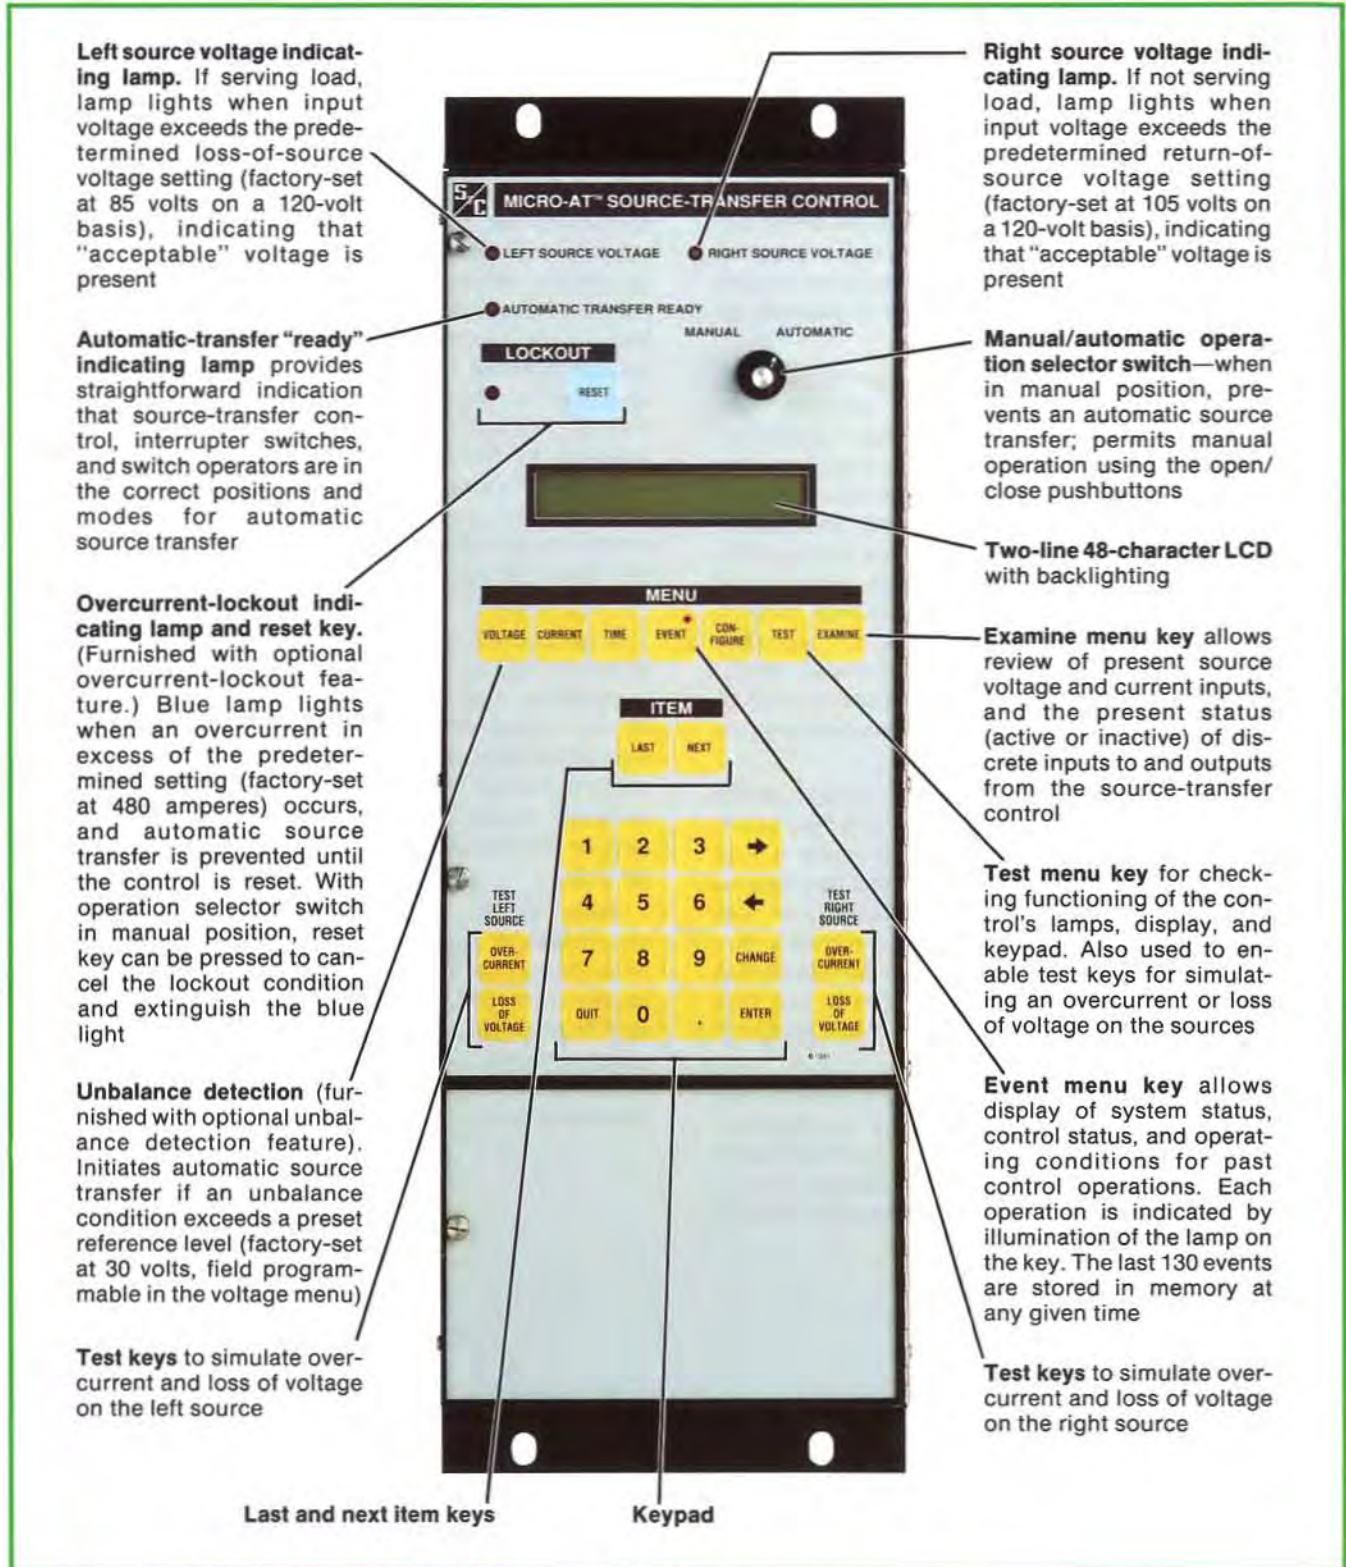 Left source voltage indicat-
ing lamp. If serving load,
lamp lights when input
voltage exceeds the prede-
termined loss-of-source
voltage setting (factory-set
at 85 volts on a 120-volt
basis), indicating that
"acceptable" voltage is
present
Automatic-transfer "ready"
indicating lamp provides
straightforward indication
that source-transfer con-
trol, interrupter switches,
and switch operators are in
the correct positions and
modes for automatic
source transfer
Overcurrent-lockout indi-
cating lamp and reset key.
(Furnished with optional
overcurrent-lockout fea-
ture.) Blue lamp lights
when an overcurrent in
excess of the predeter-
mined setting (factory-set
at 480 amperes) occurs,
and automatic source
transfer is prevented until
the control is reset. With
operation selector switch
in manual position, reset
key can be pressed to can-
cel the lockout condition
and extinguish the blue
light
Unbalance detection (fur-
nished with optional unbal-
ance detection feature).
Initiates automatic source
transfer if an unbalance
condition exceeds a preset
reference level (factory-set
at 30 volts, field program-
mable in the voltage menu)
Test keys to simulate over-
current and loss of voltage
on the left source
S/C MICRO-AT™ SOURCE-TRANSFER CONTROL
LEFT SOURCE VOLTAGE RIGHT SOURCE VOLTAGE
AUTOMATIC TRANSFER READY
MANUAL AUTOMATIC
LOCKOUT
RESET
MENU
VOLTAGE CURRENT TIME EVENT CON-FIGURE TEST EXAMINE
ITEM
LAST NEXT
1 2 3 →
4 5 6 ←
7 8 9 CHANGE
QUIT 0 . ENTER
TEST
LEFT
SOURCE
OVER-
CURRENT
LOSS
OF
VOLTAGE
TEST
RIGHT
SOURCE
OVER-
CURRENT
LOSS
OF
VOLTAGE
Right source voltage indi-
cating lamp. If not serving
load, lamp lights when
input voltage exceeds the
predetermined return-of-
source voltage setting
(factory-set at 105 volts on
a 120-volt basis), indicating
that "acceptable" voltage is
present
Manual/automatic opera-
tion selector switch—when
in manual position, pre-
vents an automatic source
transfer; permits manual
operation using the open/
close pushbuttons
Two-line 48-character LCD
with backlighting
Examine menu key allows
review of present source
voltage and current inputs,
and the present status
(active or inactive) of dis-
crete inputs to and outputs
from the source-transfer
control
Test menu key for check-
ing functioning of the con-
trol's lamps, display, and
keypad. Also used to en-
able test keys for simulat-
ing an overcurrent or loss
of voltage on the sources
Event menu key allows
display of system status,
control status, and operat-
ing conditions for past
control operations. Each
operation is indicated by
illumination of the lamp on
the key. The last 130 events
are stored in memory at
any given time
Test keys to simulate over-
current and loss of voltage
on the right source
Last and next item keys
Keypad